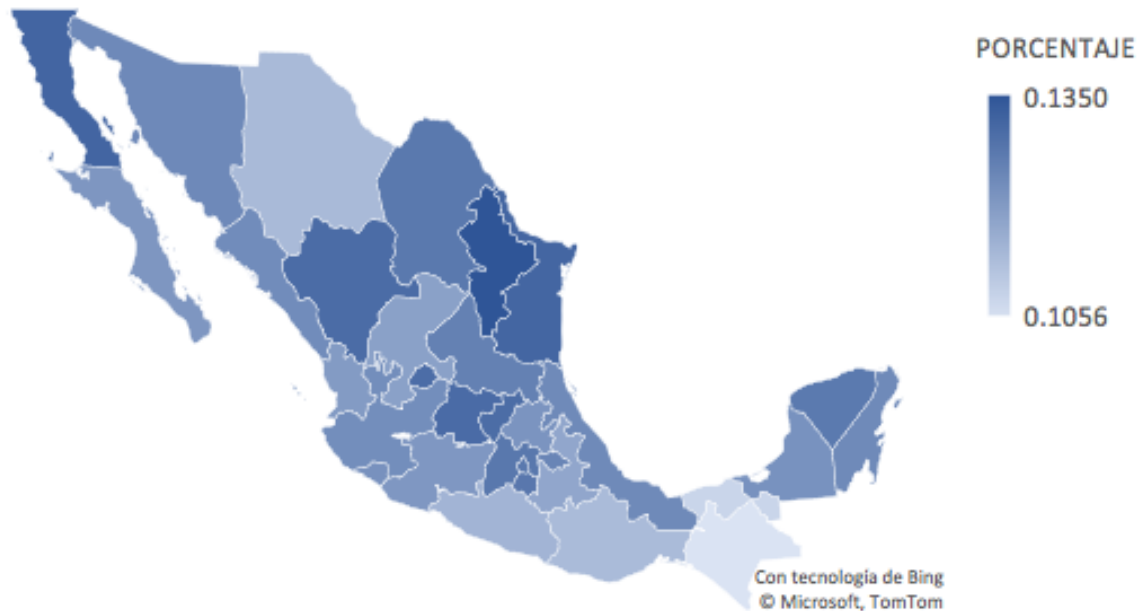 PORCENTAJE
0.1350
0.1056
Con tecnología de Bing
© Microsoft, TomTom